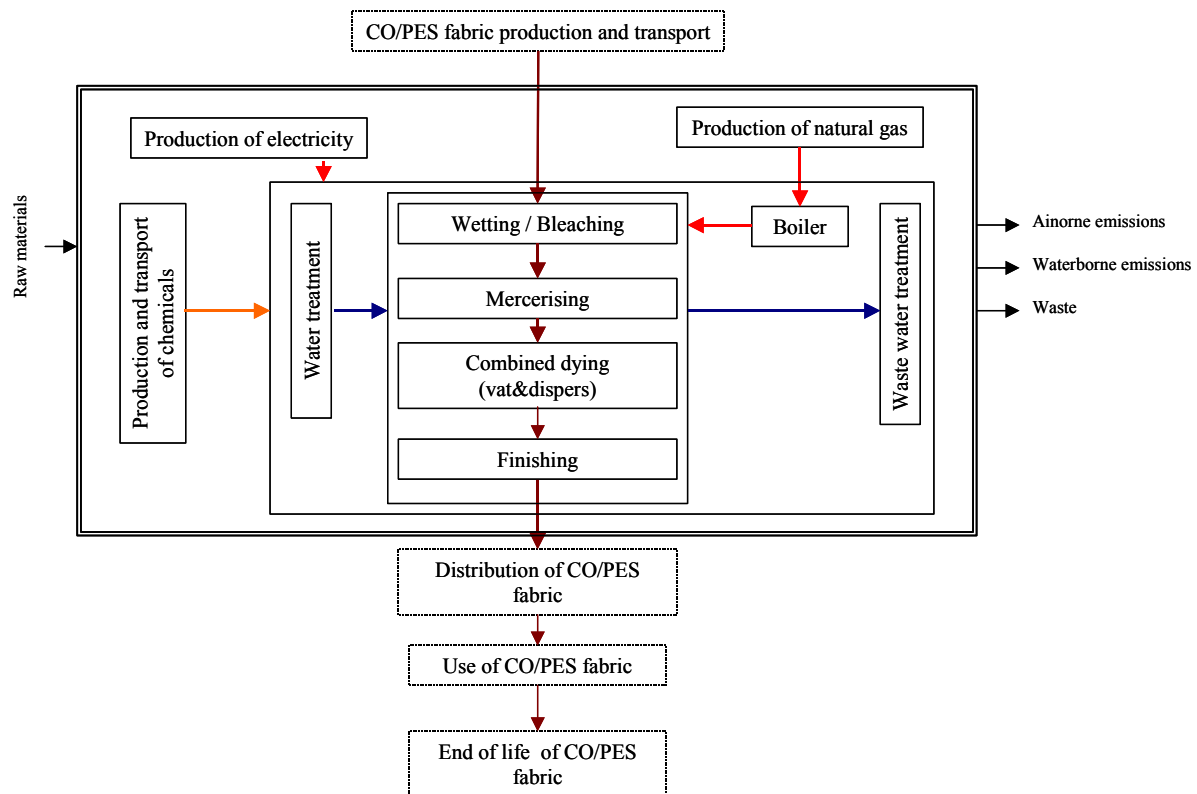 CO/PES fabric production and transport
Production of electricity
Production of natural gas
Raw materials
Production and transport
of chemicals
Water treatment
Wetting / Bleaching
Boiler
Waste water treatment
Mercerising
Combined dying
(vat&dispers)
Finishing
Ainorne emissions
Waterborne emissions
Waste
Distribution of CO/PES
fabric
Use of CO/PES fabric
End of life of CO/PES
fabric